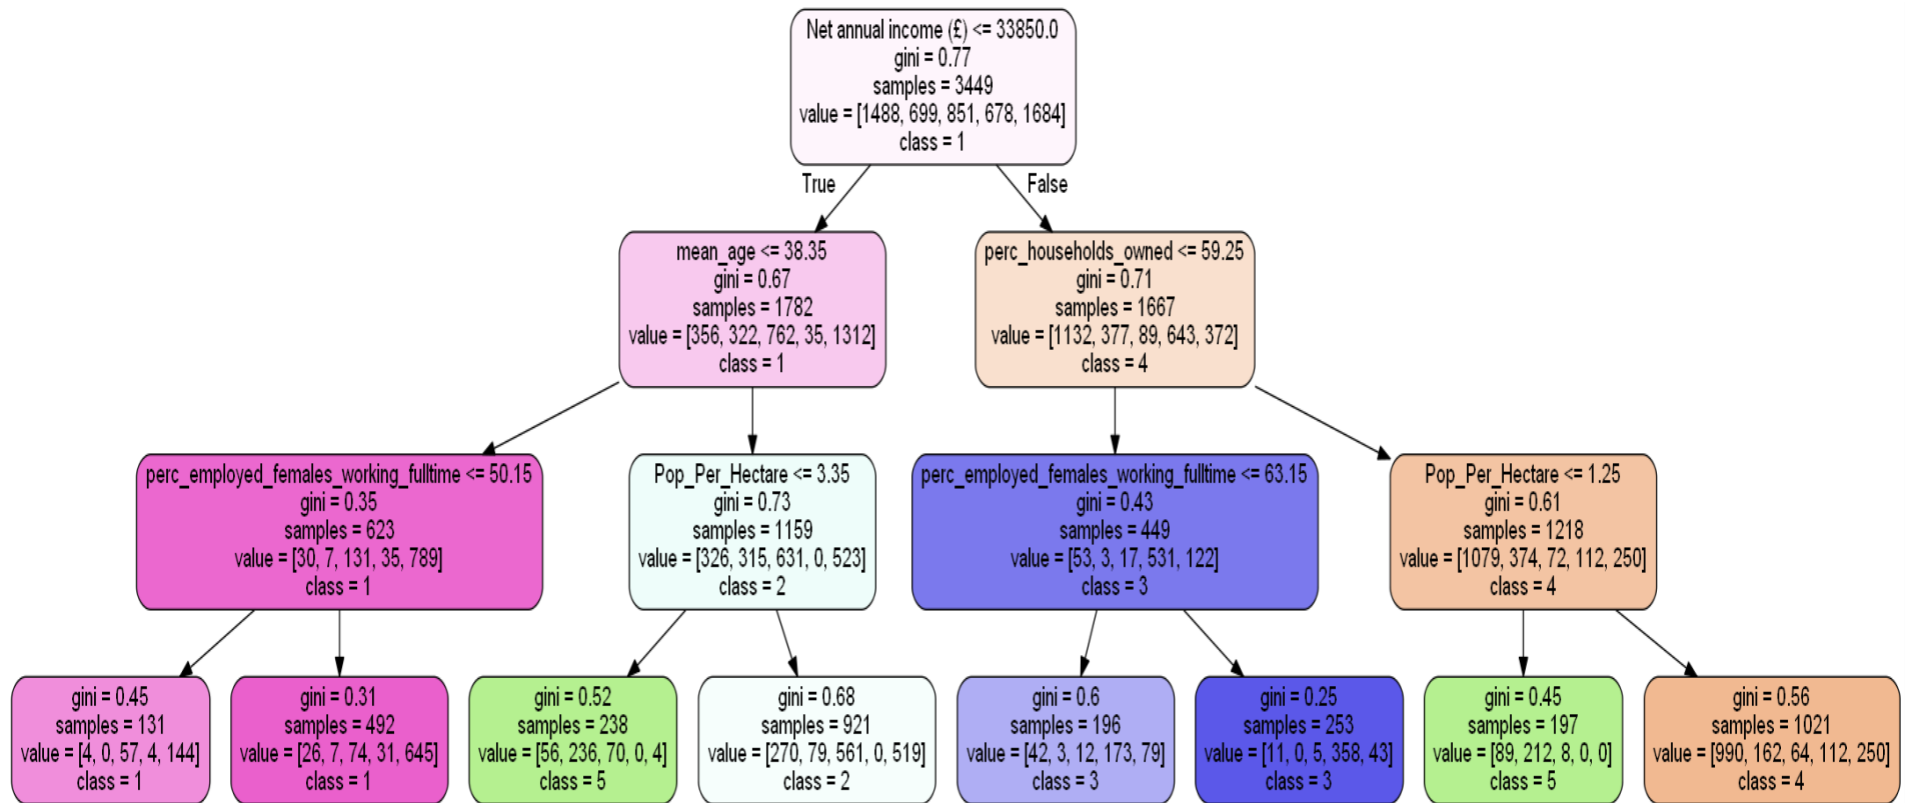 Net annual income (£) <= 33850.0
gini = 0.77
samples = 3449
value = [1488, 699, 851, 678, 1684]
class = 1
True
False
mean_age <= 38.35
gini = 0.67
samples = 1782
value = [356, 322, 762, 35, 1312]
class = 1
perc_households_owned <= 59.25
gini = 0.71
samples = 1667
value = [1132, 377, 89, 643, 372]
class = 4
perc_employed_females_working_fulltime <= 50.15
gini = 0.35
samples = 623
value = [30, 7, 131, 35, 789]
class = 1
Pop_Per_Hectare <= 3.35
gini = 0.73
samples = 1159
value = [326, 315, 631, 0, 523]
class = 2
perc_employed_females_working_fulltime <= 63.15
gini = 0.43
samples = 449
value = [53, 3, 17, 531, 122]
class = 3
Pop_Per_Hectare <= 1.25
gini = 0.61
samples = 1218
value = [1079, 374, 72, 112, 250]
class = 4
gini = 0.45
samples = 131
value = [4, 0, 57, 4, 144]
class = 1
gini = 0.31
samples = 492
value = [26, 7, 74, 31, 645]
class = 1
gini = 0.52
samples = 238
value = [56, 236, 70, 0, 4]
class = 5
gini = 0.68
samples = 921
value = [270, 79, 561, 0, 519]
class = 2
gini = 0.6
samples = 196
value = [42, 3, 12, 173, 79]
class = 3
gini = 0.25
samples = 253
value = [11, 0, 5, 358, 43]
class = 3
gini = 0.45
samples = 197
value = [89, 212, 8, 0, 0]
class = 5
gini = 0.56
samples = 1021
value = [990, 162, 64, 112, 250]
class = 4